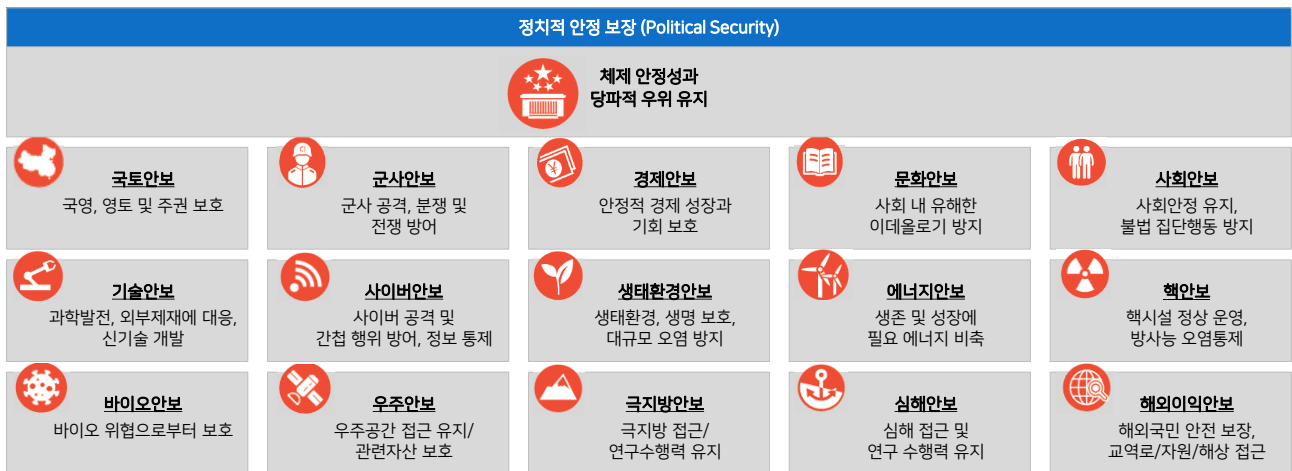 정치적 안정 보장 (Political Security)
체제 안정성과
당파적 우위 유지
국토안보
국영, 영토 및 주권 보호
군사안보
군사 공격, 분쟁 및
전쟁 방어
경제안보
안정적 경제 성장과
기회 보호
문화안보
사회 내 유해한
이데올로기 방지
사회안보
사회안정 유지,
불법 집단행동 방지
기술안보
과학발전, 외부제재에 대응,
신기술 개발
사이버안보
사이버 공격 및
간첩 행위 방어, 정보 통제
생태환경안보
생태환경, 생명 보호,
대규모 오염 방지
에너지안보
생존 및 성장에
필요 에너지 비축
핵안보
핵시설 정상 운영,
방사능 오염통제
바이오안보
바이오 위협으로부터 보호
우주안보
우주공간 접근 유지/
관련자산 보호
극지방안보
극지방 접근/
연구수행력 유지
심해안보
심해 접근 및
연구 수행력 유지
해외이익안보
해외국민 안전 보장,
교역로/자원/해상 접근